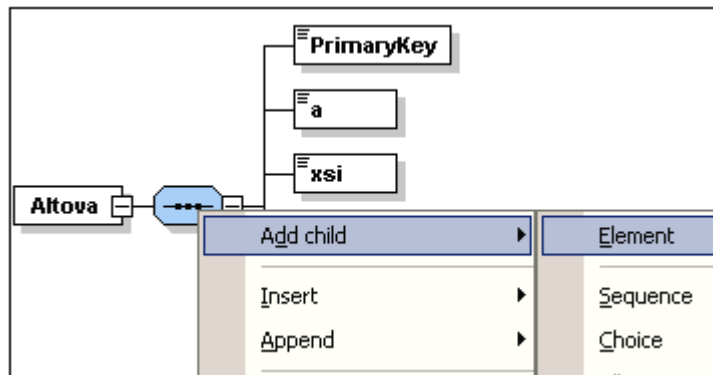 PrimaryKey
a
xsi
Altova
Add child
Element
Insert
Sequence
Append
Choice